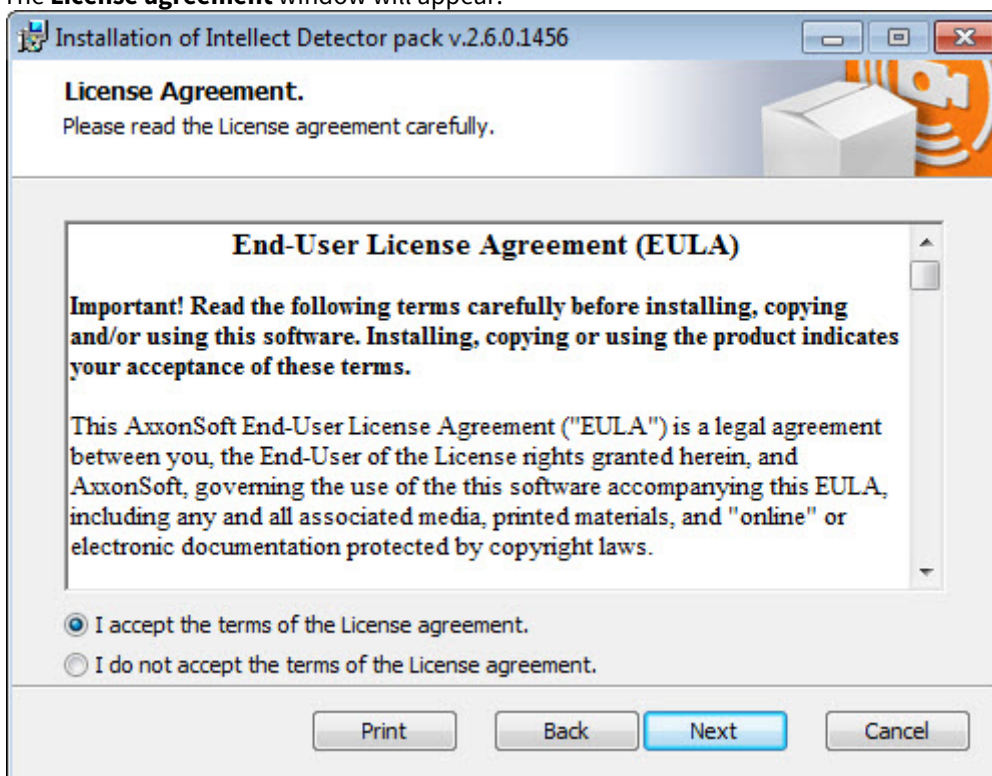 The License agreement window will appear.
Installation of Intellect Detector pack v.2.6.0.1456
License Agreement.
Please read the License agreement carefully.
End-User License Agreement (EULA)
Important! Read the following terms carefully before installing, copying
and/or using this software. Installing, copying or using the product indicates
your acceptance of these terms.
This AxxonSoft End-User License Agreement ("EULA") is a legal agreement
between you, the End-User of the License rights granted herein, and
AxxonSoft, governing the use of the this software accompanying this EULA,
including any and all associated media, printed materials, and "online" or
electronic documentation protected by copyright laws.
I accept the terms of the License agreement.
I do not accept the terms of the License agreement.
Print Back Next Cancel